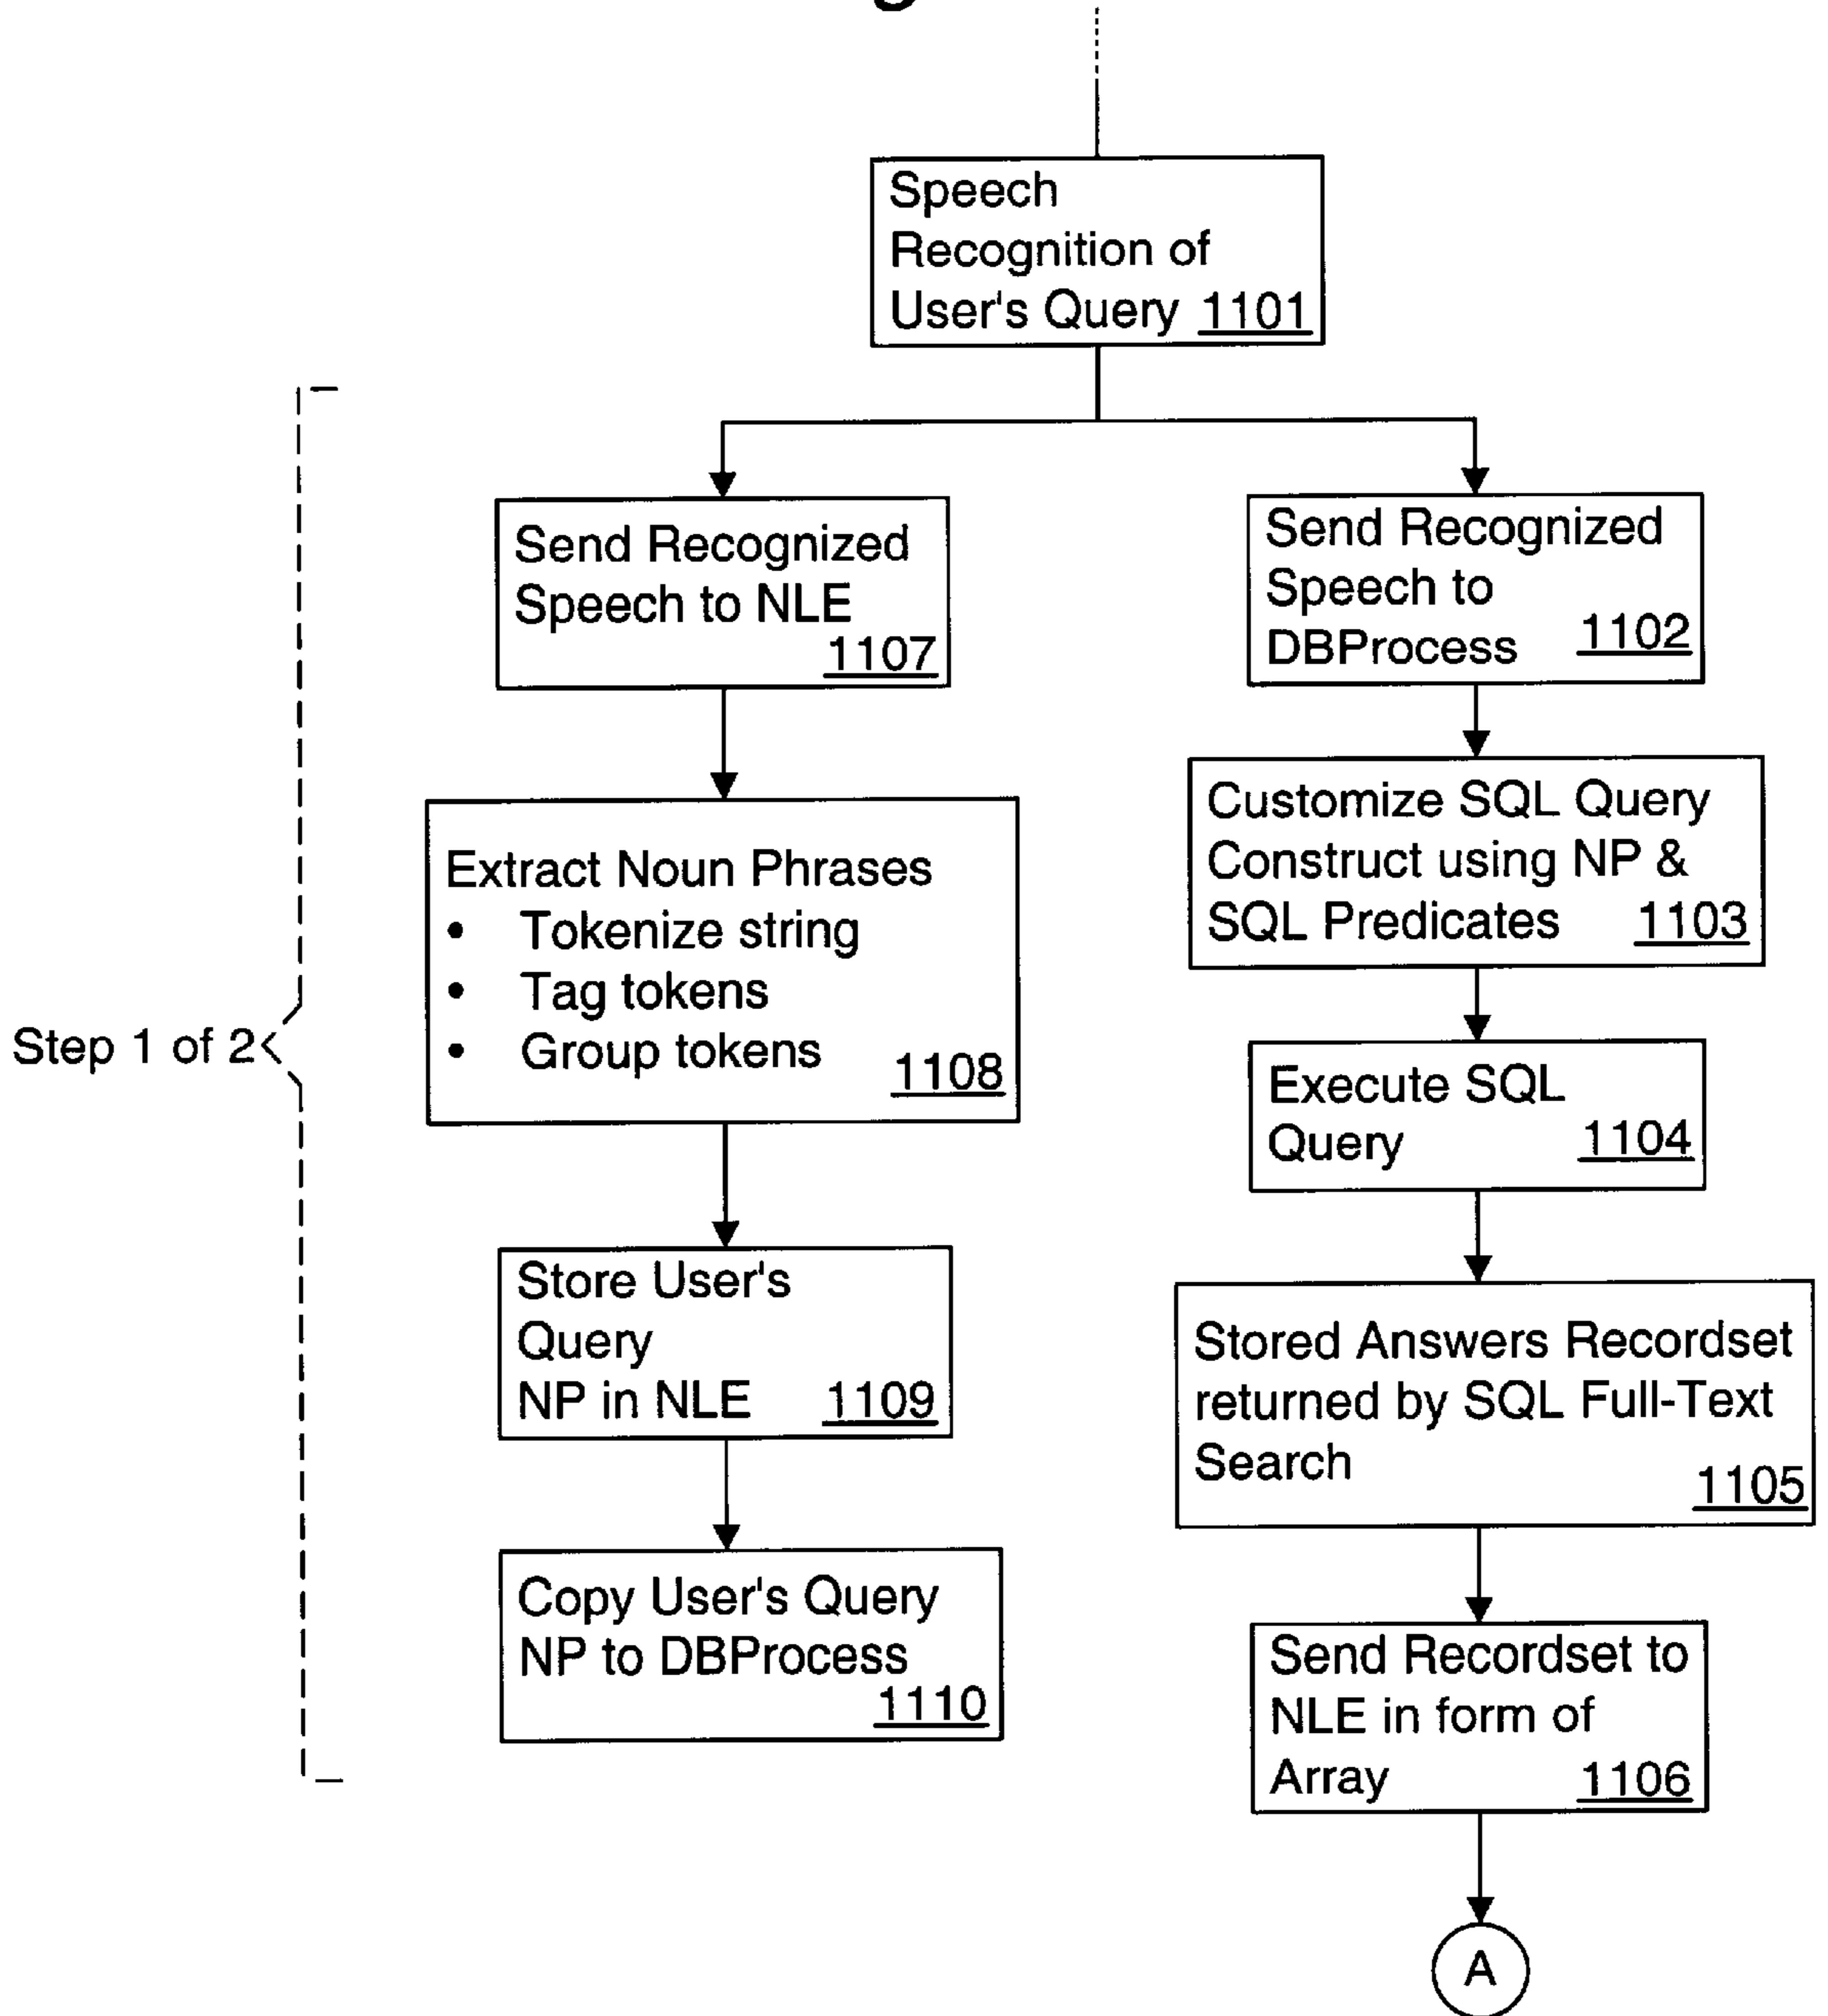 Speech
Recognition of
User's Query 1101
Send Recognized
Speech to NLE
1107
Send Recognized
Speech to
DBProcess 1102
Extract Noun Phrases
• Tokenize string
• Tag tokens
• Group tokens
1108
Customize SQL Query
Construct using NP &
SQL Predicates 1103
Step 1 of 2
Execute SQL
Query 1104
Store User's
Query
NP in NLE 1109
Stored Answers Recordset
returned by SQL Full-Text
Search
1105
Copy User's Query
NP to DBProcess
1110
Send Recordset to
NLE in form of
Array 1106
A